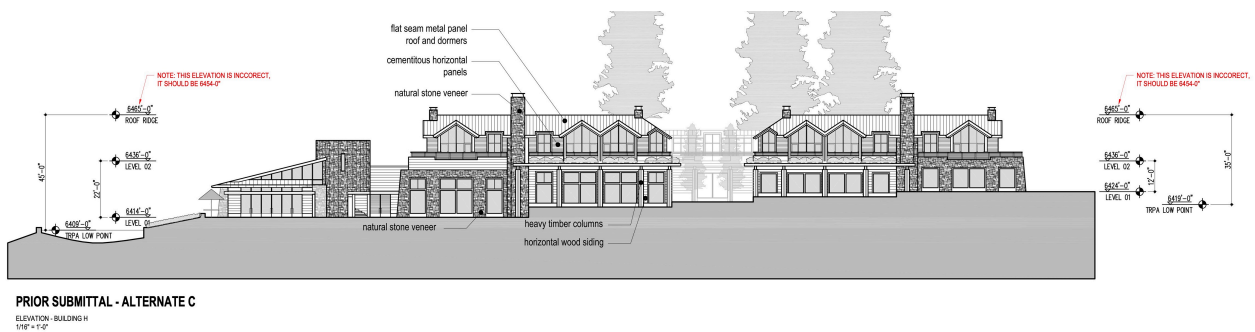 flat seam metal panel
roof and dormers
cementitous horizontal
panels
natural stone veneer
NOTE: THIS ELEVATION IS INCCORECT,
IT SHOULD BE 6454-0"
6465'-0"
ROOF RIDGE
6436'-0"
LEVEL 02
6414'-0"
LEVEL 01
6409'-0"
TRPA LOW POINT
45'-0"
22'-0"
natural stone veneer
heavy timber columns
horizontal wood siding
NOTE: THIS ELEVATION IS INCCORECT,
IT SHOULD BE 6454-0"
6465'-0"
ROOF RIDGE
6436'-0"
LEVEL 02
6424'-0"
LEVEL 01
6419'-0"
TRPA LOW POINT
12'-0"
35'-0"
PRIOR SUBMITTAL - ALTERNATE C
ELEVATION - BUILDING H
1/16" = 1'-0"